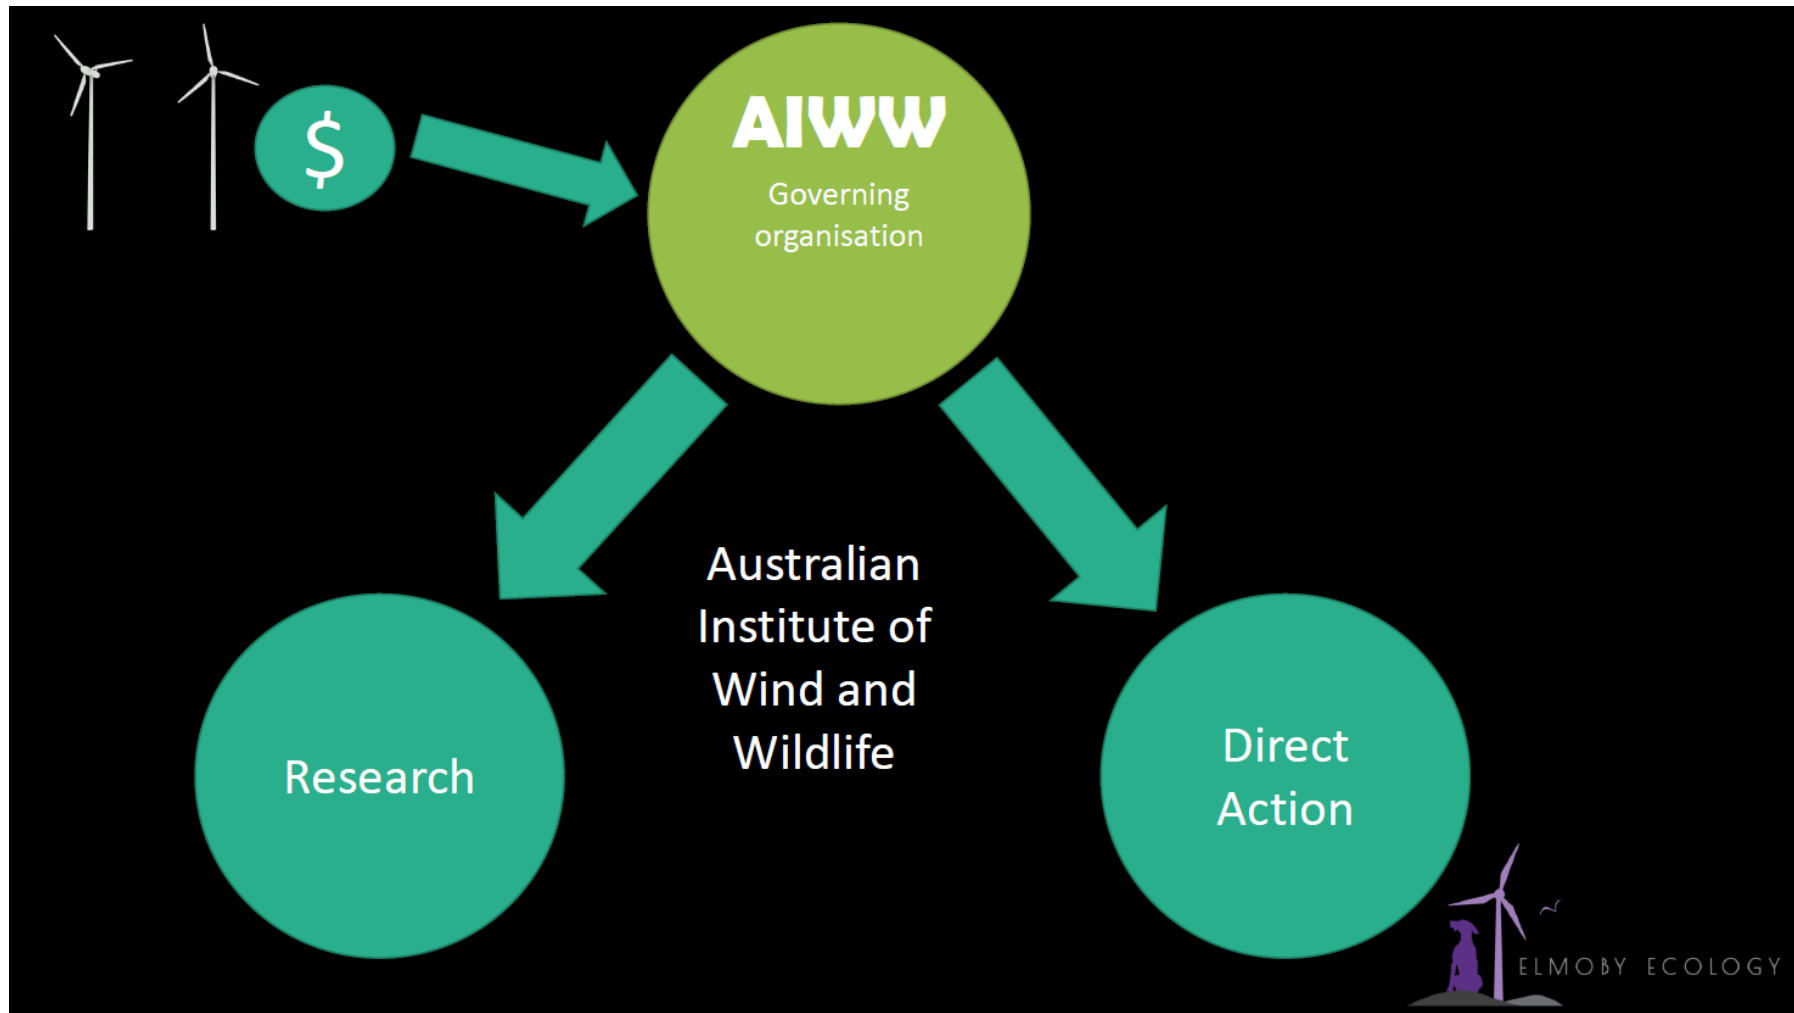 $
AIWW
Governing
organisation
Australian
Institute of
Wind and
Wildlife
Research
Direct
Action
ELMOBY ECOLOGY